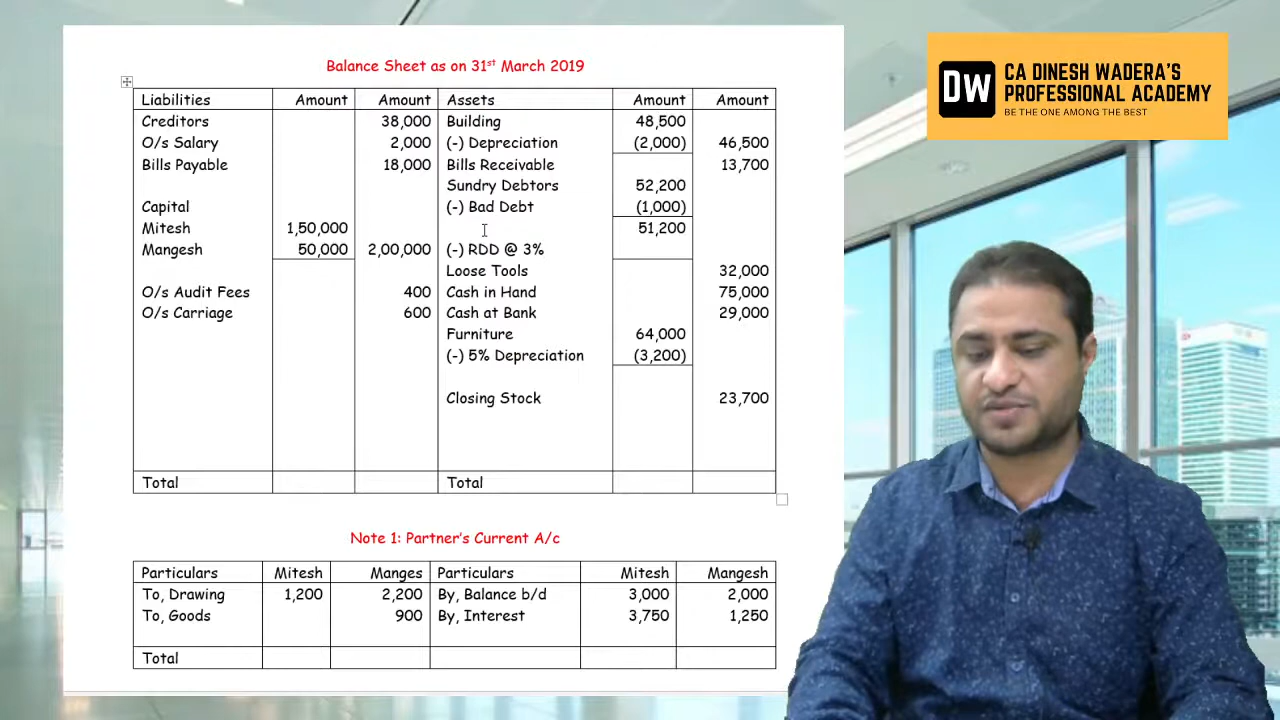 Balance Sheet as on 31st March 2019
Liabilities Amount Amount Assets Amount Amount
Creditors 38,000 Building 48,500
O/s Salary 2,000 (-) Depreciation (2,000) 46,500
Bills Payable 18,000 Bills Receivable 13,700
Sundry Debtors 52,200
Capital (-) Bad Debt (1,000)
Mitesh 1,50,000 51,200
Mangesh 50,000 2,00,000 (-) RDD @ 3%
Loose Tools 32,000
O/s Audit Fees 400 Cash in Hand 75,000
O/s Carriage 600 Cash at Bank 29,000
Furniture 64,000
(-) 5% Depreciation (3,200)
Closing Stock 23,700
Total Total
Note 1: Partner's Current A/c
Particulars Mitesh Manges Particulars Mitesh Mangesh
To, Drawing 1,200 2,200 By, Balance b/d 3,000 2,000
To, Goods 900 By, Interest 3,750 1,250
Total
DW
CA DINESH WADERA'S
PROFESSIONAL ACADEMY
BE THE ONE AMONG THE BEST